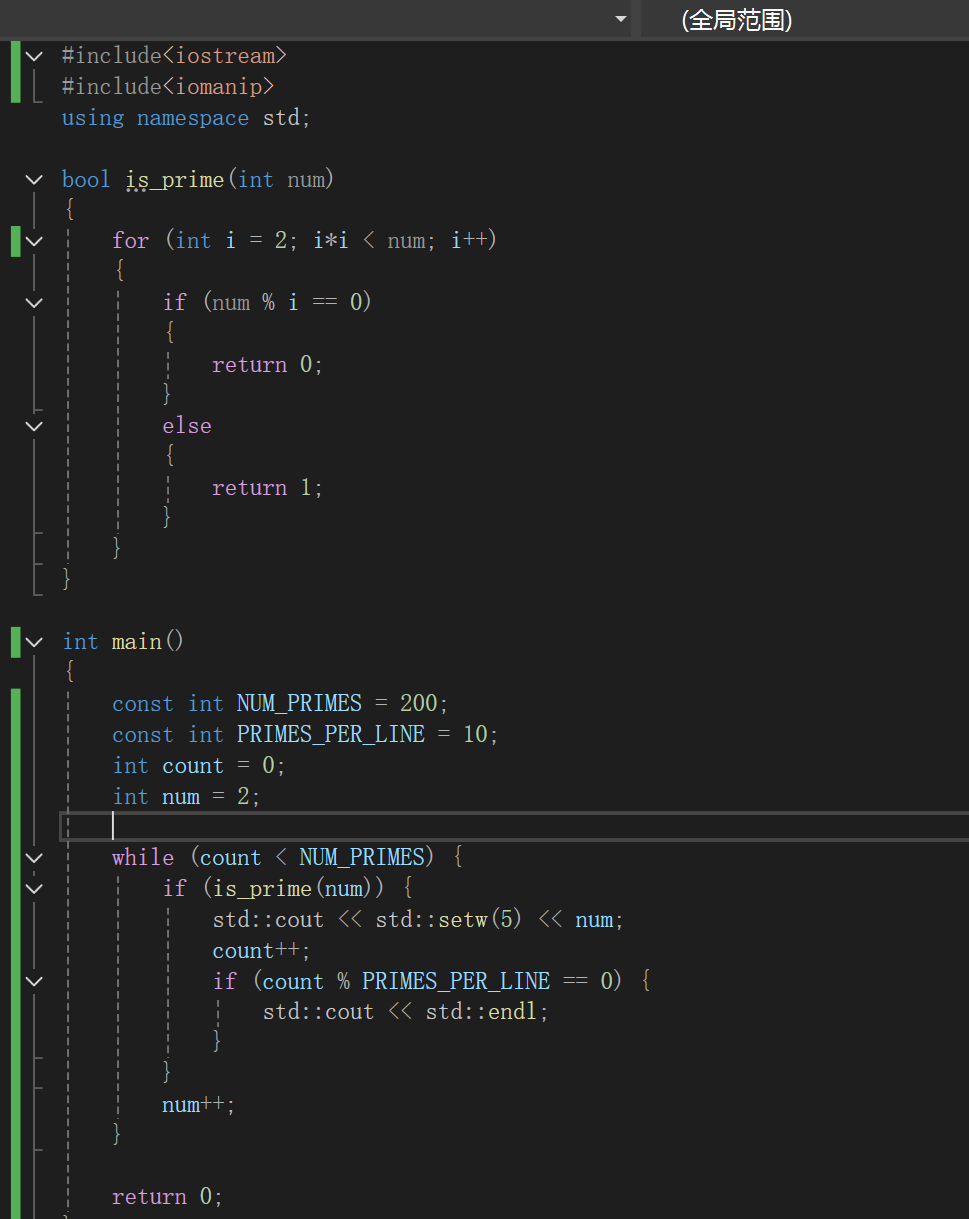 (全局范围)
#include<iostream>
#include<iomanip>
using namespace std;
bool is_prime(int num)
{
for (int i = 2; i*i < num; i++)
{
if (num % i == 0)
{
return 0;
}
else
{
return 1;
}
}
}
int main()
{
const int NUM_PRIMES = 200;
const int PRIMES_PER_LINE = 10;
int count = 0;
int num = 2;
while (count < NUM_PRIMES) {
if (is_prime(num)) {
std::cout << std::setw(5) << num;
count++;
if (count % PRIMES_PER_LINE == 0) {
std::cout << std::endl;
}
}
num++;
}
return 0;